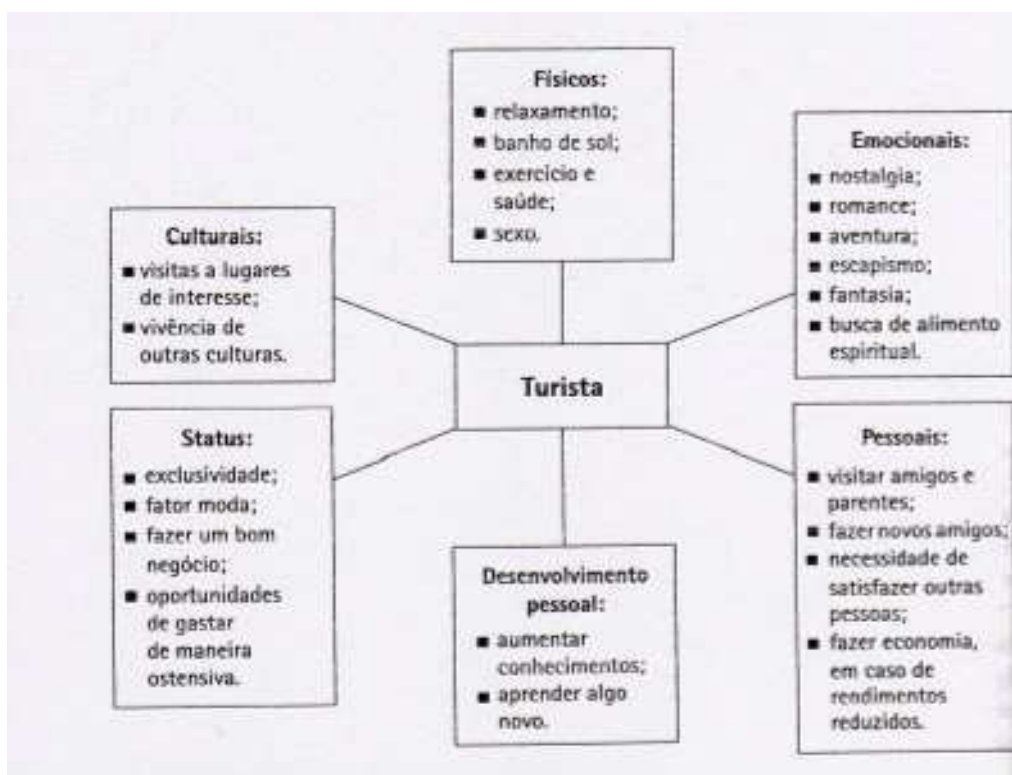 Físicos:
■ relaxamento;
■ banho de sol;
■ exercício e
saúde;
■ sexo.
Emocionais:
■ nostalgia;
■ romance;
■ aventura;
■ escapismo;
■ fantasia;
■ busca de alimento
espiritual.
Culturais:
■ visitas a lugares
de interesse;
■ vivência de
outras culturas.
Turista
Status:
■ exclusividade;
■ fator moda;
■ fazer um bom
negócio;
■ oportunidades
de gastar
de maneira
ostensiva.
Desenvolvimento
pessoal:
■ aumentar
conhecimentos;
■ aprender algo
novo.
Pessoais:
■ visitar amigos e
parentes;
■ fazer novos amigos;
■ necessidade de
satisfazer outras
pessoas;
■ fazer economia,
em caso de
rendimentos
reduzidos.